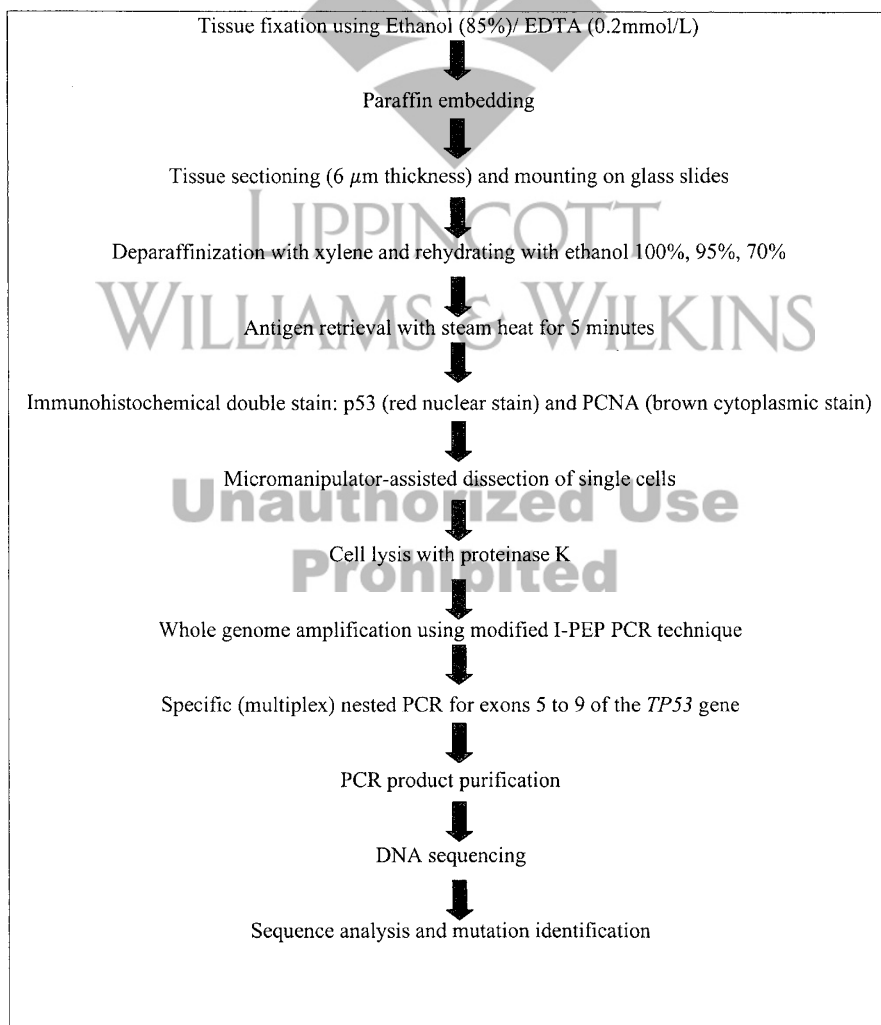 Tissue fixation using Ethanol (85%)/ EDTA (0.2mmol/L)
Paraffin embedding
Tissue sectioning (6 μm thickness) and mounting on glass slides
LIPPINCOTT
Deparaffinization with xylene and rehydrating with ethanol 100%, 95%, 70%
WILLIAMS & WILKINS
Antigen retrieval with steam heat for 5 minutes
Immunohistochemical double stain: p53 (red nuclear stain) and PCNA (brown cytoplasmic stain)
Micromanipulator-assisted dissection of single cells
Unauthorized Use
Cell lysis with proteinase K
Prohibited
Whole genome amplification using modified I-PEP PCR technique
Specific (multiplex) nested PCR for exons 5 to 9 of the TP53 gene
PCR product purification
DNA sequencing
Sequence analysis and mutation identification